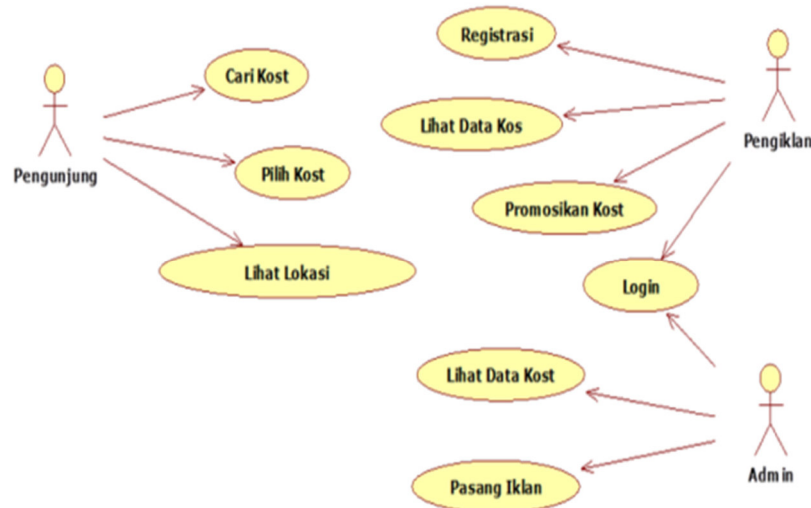 Registrasi
Cari Kost
Lihat Data Kos
Pengiklan
Pengunjung
Pilih Kost
Promosikan Kost
Lihat Lokasi
Login
Lihat Data Kost
Admin
Pasang Iklan